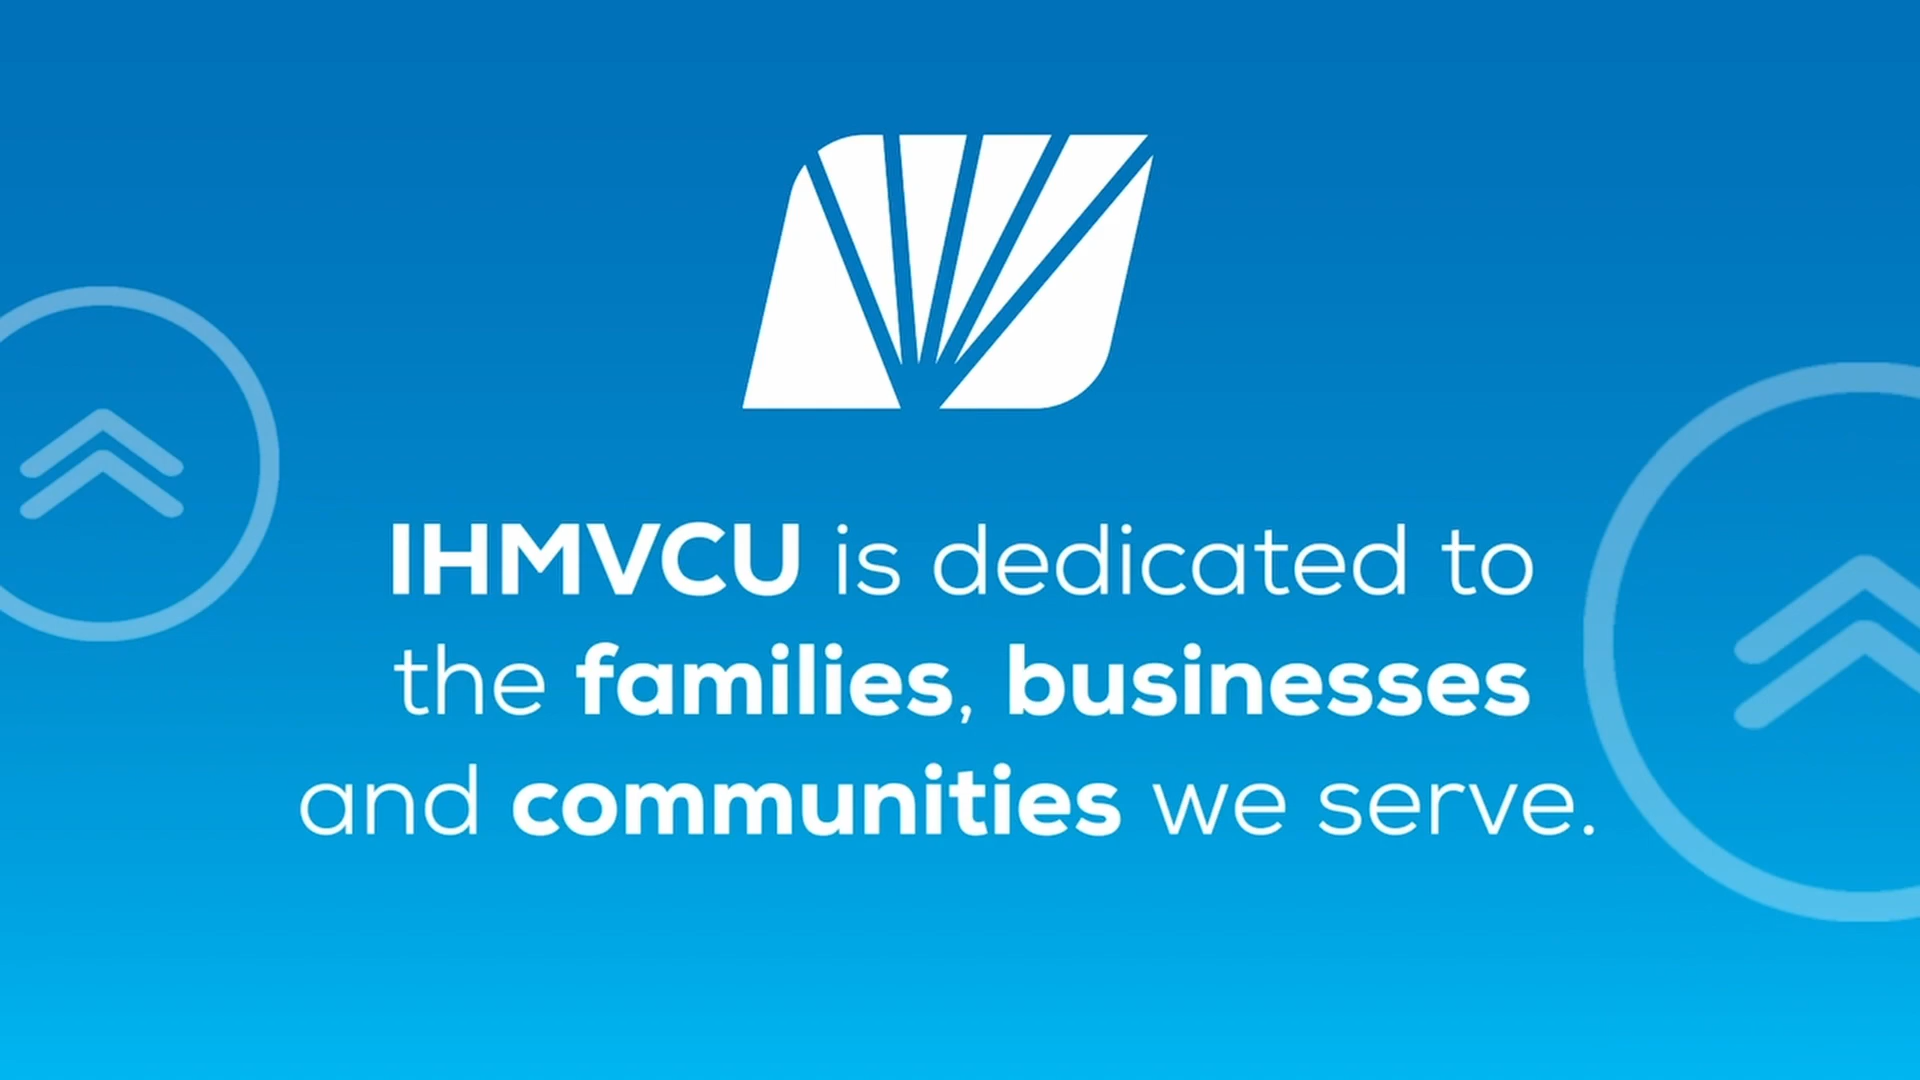 IHMVCU is dedicated to
the families, businesses
and communities we serve.